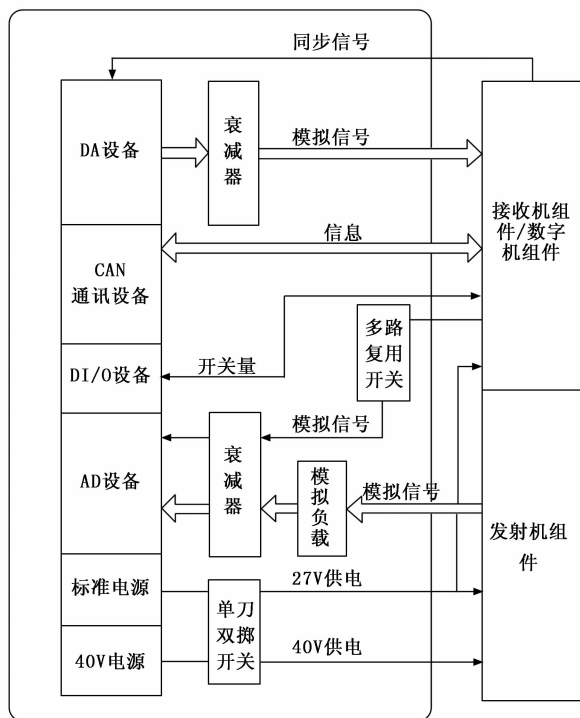 同步信号
DA设备
衰
减
器
模拟信号
接收机组
件/数字
机组件
信息
CAN
通讯设备
多路
复用
开关
DI/O设备
开关量
模拟信号
AD设备
衰
减
器
模
拟
负
载
模拟信号
发射机组
件
标准电源
单刀
双掷
开关
27V供电
40V电源
40V供电